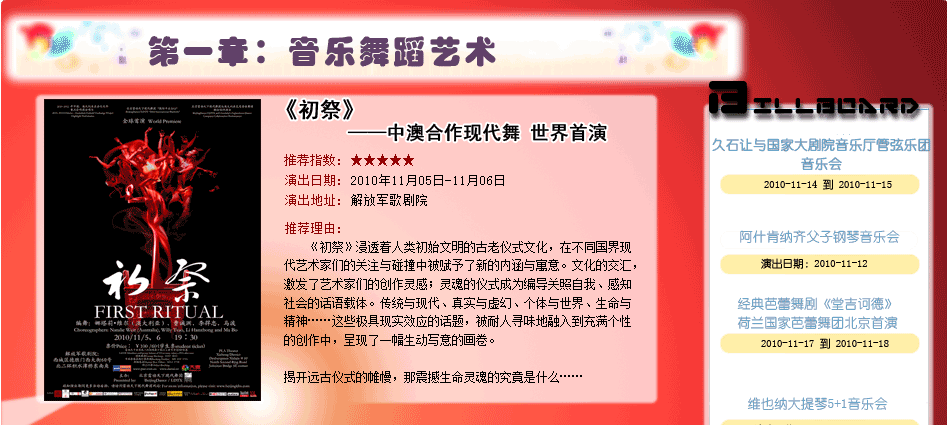 第一章：音乐舞蹈艺术
初祭
FIRST RITUAL
2010/11/5、6 19:30
《初祭》
——中澳合作现代舞 世界首演
推荐指数：★★★★★
演出日期：2010年11月05日-11月06日
演出地址：解放军歌剧院
推荐理由：
《初祭》浸透着人类初始文明的古老仪式文化，在不同国界现
代艺术家们的关注与碰撞中被赋予了新的内涵与寓意。文化的交汇，
激发了艺术家们的创作灵感；灵魂的仪式成为编导关照自我、感知
社会的话语载体。传统与现代、真实与虚幻、个体与世界、生命与
精神……这些极具现实效应的话题，被耐人寻味地融入到充满个性
的创作中，呈现了一幅生动写意的画卷。
揭开远古仪式的帷幔，那震撼生命灵魂的究竟是什么……
BILLBOARD
久石让与国家大剧院音乐厅管弦乐团
音乐会
2010-11-14 到 2010-11-15
阿什肯纳齐父子钢琴音乐会
演出日期：2010-11-12
经典芭蕾舞剧《堂吉诃德》
荷兰国家芭蕾舞团北京首演
2010-11-17 到 2010-11-18
维也纳大提琴5+1音乐会